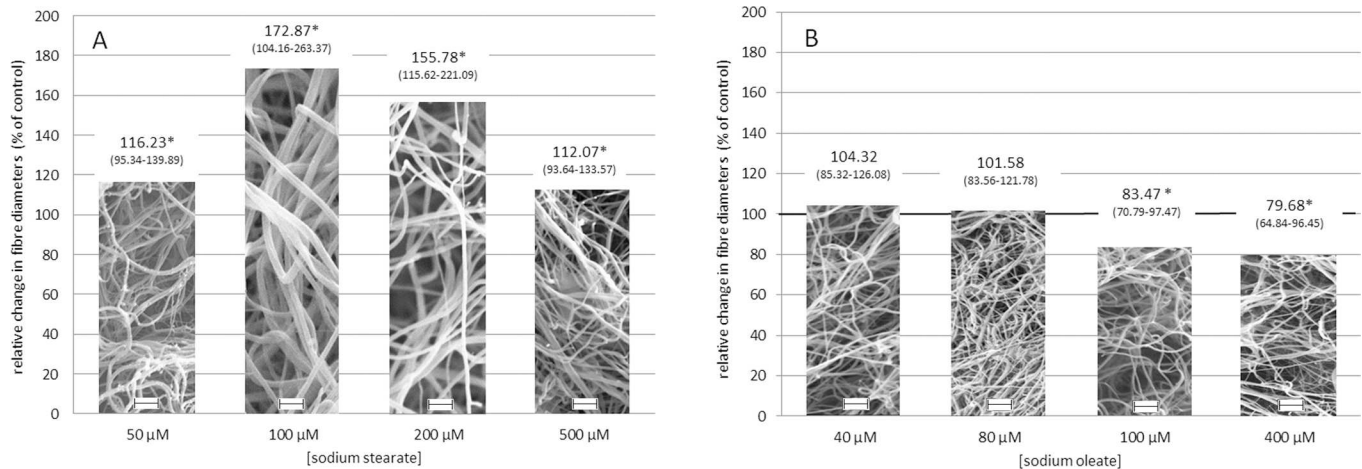 A
relative change in fibre diameters (% of control)
200
180
160
140
120
100
80
60
40
20
0
116.23*
(95.34-139.89)
172.87*
(104.16-263.37)
155.78*
(115.62-221.09)
112.07*
(93.64-133.57)
50 µM
100 µM
200 µM
500 µM
[sodium stearate]
B
relative change in fibre diameters (% of control)
200
180
160
140
120
100
80
60
40
20
0
104.32
(85.32-126.08)
101.58
(83.56-121.78)
83.47 *
(70.79-97.47)
79.68*
(64.84-96.45)
40 µM
80 µM
100 µM
400 µM
[sodium oleate]